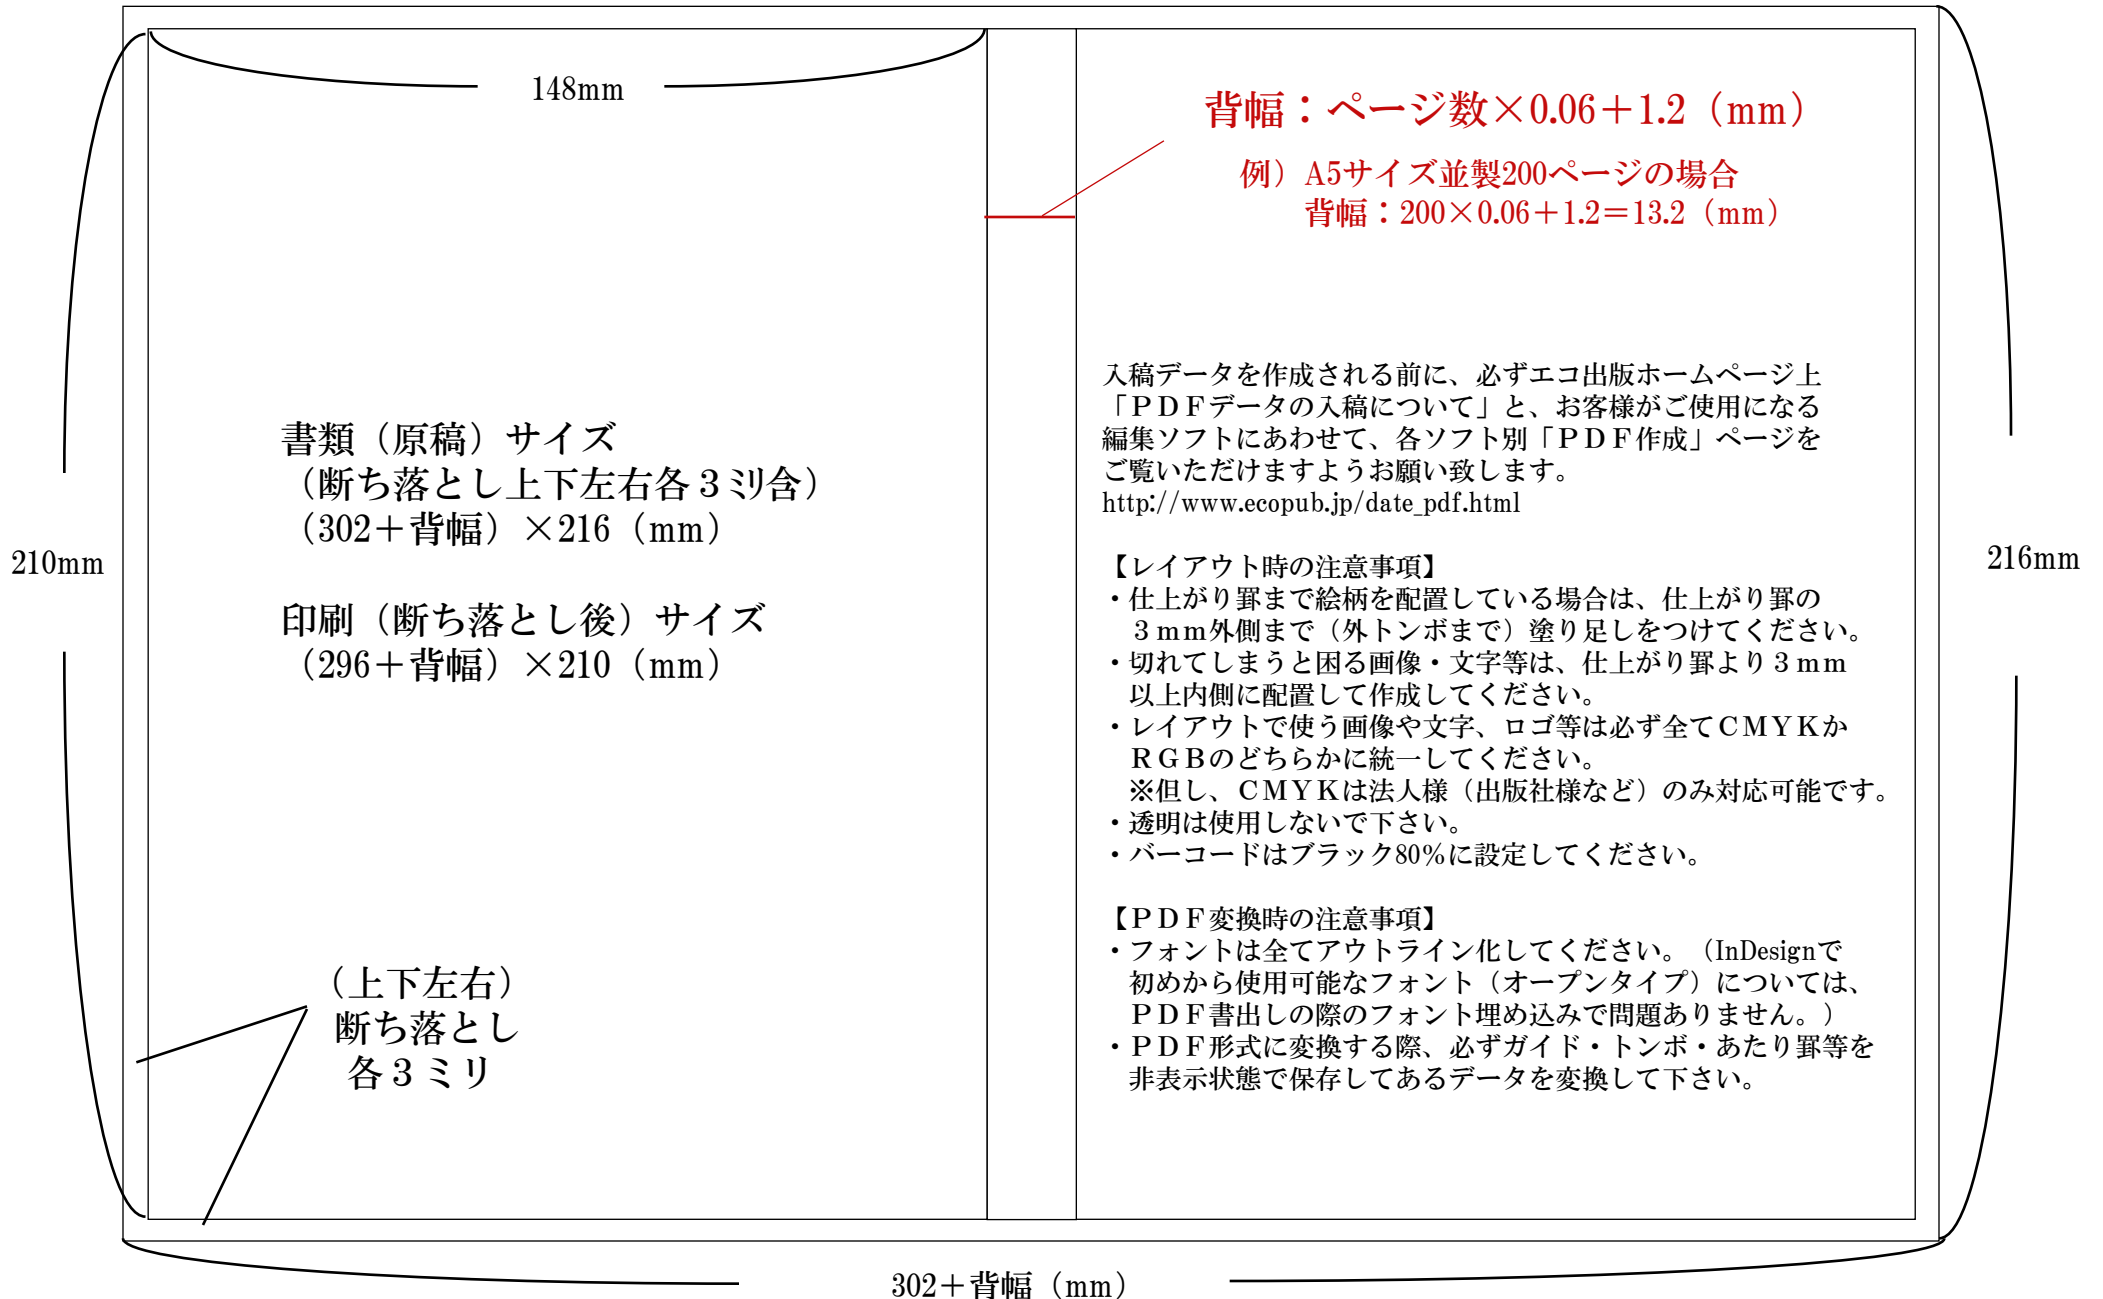 148mm
背幅：ページ数×0.06＋1.2（mm）
例）A5サイズ並製200ページの場合
背幅：200×0.06＋1.2＝13.2（mm）
書類（原稿）サイズ
（断ち落とし上下左右各３ミリ含）
（302＋背幅）×216（mm）
印刷（断ち落とし後）サイズ
（296＋背幅）×210（mm）
210mm
216mm
入稿データを作成される前に、必ずエコ出版ホームページ上
「ＰＤＦデータの入稿について」と、お客様がご使用になる
編集ソフトにあわせて、各ソフト別「ＰＤＦ作成」ページを
ご覧いただけますようお願い致します。
http://www.ecopub.jp/date_pdf.html
【レイアウト時の注意事項】
・仕上がり罫まで絵柄を配置している場合は、仕上がり罫の
３ｍｍ外側まで（外トンボまで）塗り足しをつけてください。
・切れてしまうと困る画像・文字等は、仕上がり罫より３ｍｍ
以上内側に配置して作成してください。
・レイアウトで使う画像や文字、ロゴ等は必ず全てＣＭＹＫか
ＲＧＢのどちらかに統一してください。
※但し、ＣＭＹＫは法人様（出版社様など）のみ対応可能です。
・透明は使用しないで下さい。
・バーコードはブラック80％に設定してください。
【ＰＤＦ変換時の注意事項】
・フォントは全てアウトライン化してください。（InDesignで
初めから使用可能なフォント（オープンタイプ）については、
ＰＤＦ書出しの際のフォント埋め込みで問題ありません。）
・ＰＤＦ形式に変換する際、必ずガイド・トンボ・あたり罫等を
非表示状態で保存してあるデータを変換して下さい。
（上下左右）
断ち落とし
各３ミリ
302＋背幅（mm）